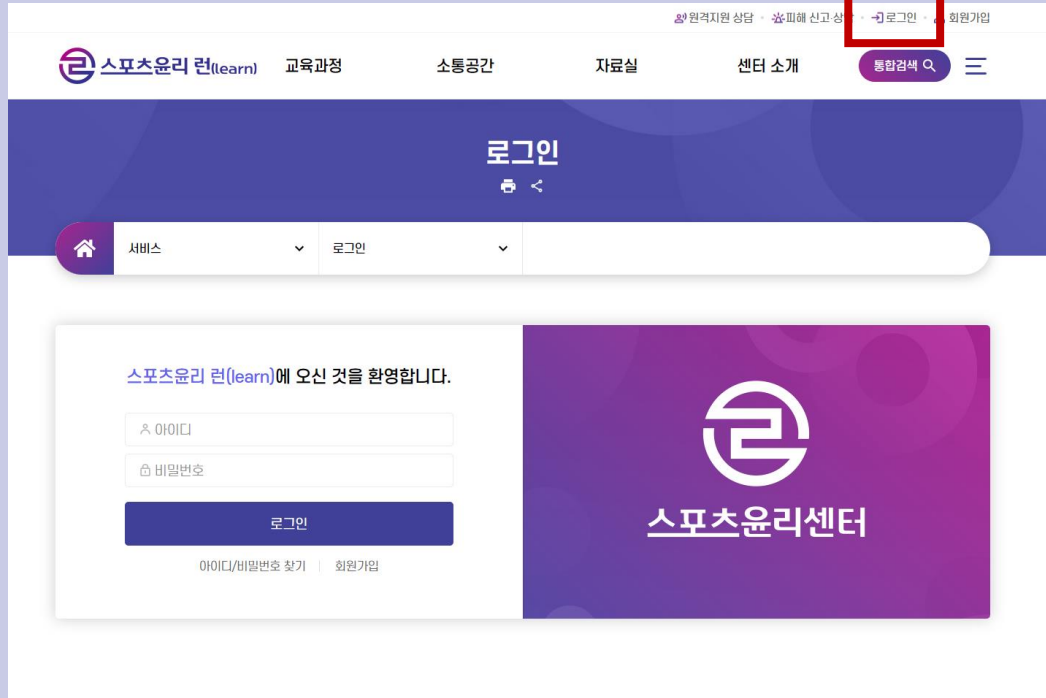 원격지원 상담 피해 신고·상담 로그인 회원가입
스포츠윤리 런(learn) 교육과정 소통공간 자료실 센터 소개 통합검색
로그인
서비스 로그인
스포츠윤리 런(learn)에 오신 것을 환영합니다.
아이디
비밀번호
로그인
아이디/비밀번호 찾기 회원가입
스포츠윤리센터